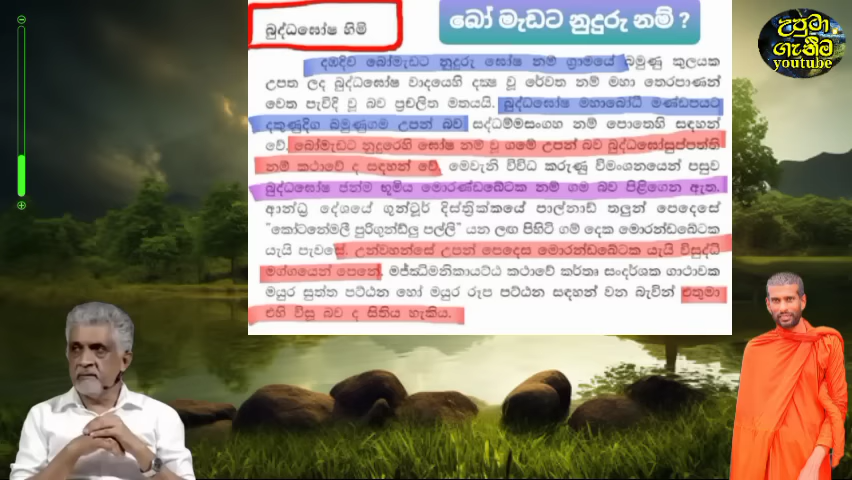 බුද්ධඝෝෂ හිමි
බෝ මැඩට නුදුරු නම් ?
උපුටා
ගැනීම
youtube
දඹදිව බෝමැඩට නුදුරු ඝෝෂ නම් ග්‍රාමයේ බමුණු කුලයක
උපත ලද බුද්ධඝෝෂ වාදයෙහි දක්‍ෂ වූ රේවත නම් මහා තෙරපාණන්
වෙත පැවිදි වූ බව ප්‍රචලිත මතයයි. බුද්ධඝෝෂ මහාබෝධි මණ්ඩපයට
දකුණුදිග බමුණුගම උපන් බව සද්ධම්මසංගහ නම් පොතෙහි සඳහන්
වේ. බෝමැඩට නුදුරෙහි ඝෝෂ නම් වූ ගමේ උපන් බව බුද්ධඝෝසුප්පත්ති
නම් කථාවේ ද සඳහන් වේ. මෙවැනි විවිධ කරුණු විමංශනයෙන් පසුව
බුද්ධඝෝෂ ජන්ම භූමිය මොරණ්ඩඛේටක නම් ගම බව පිළිගෙන ඇත.
ආන්ධ්‍ර දේශයේ ගුන්ටූර් දිස්ත්‍රික්කයේ පාල්නාඩ් තලුන් පෙදෙසේ
"කෝටනේමලී පුරිගුන්ඩ්ලු පල්ලි" යන ලඟ පිහිටි ගම් දෙක මොරන්ඩඛේටක
යැයි පැවසේ. උන්වහන්සේ උපන් පෙදෙස මොරන්ඩඛේටක යැයි විසුද්ධි
මග්ගයෙන් පෙනේ. මජ්ඣිමනිකායට්ඨ කථාවේ කර්තෘ සංදර්ශක ගාථාවක
මයුර සුත්ත පට්ඨන හෝ මයුර රූප පට්ඨන සඳහන් වන බැවින් එතුමා
එහි විසූ බව ද සිතිය හැකිය.